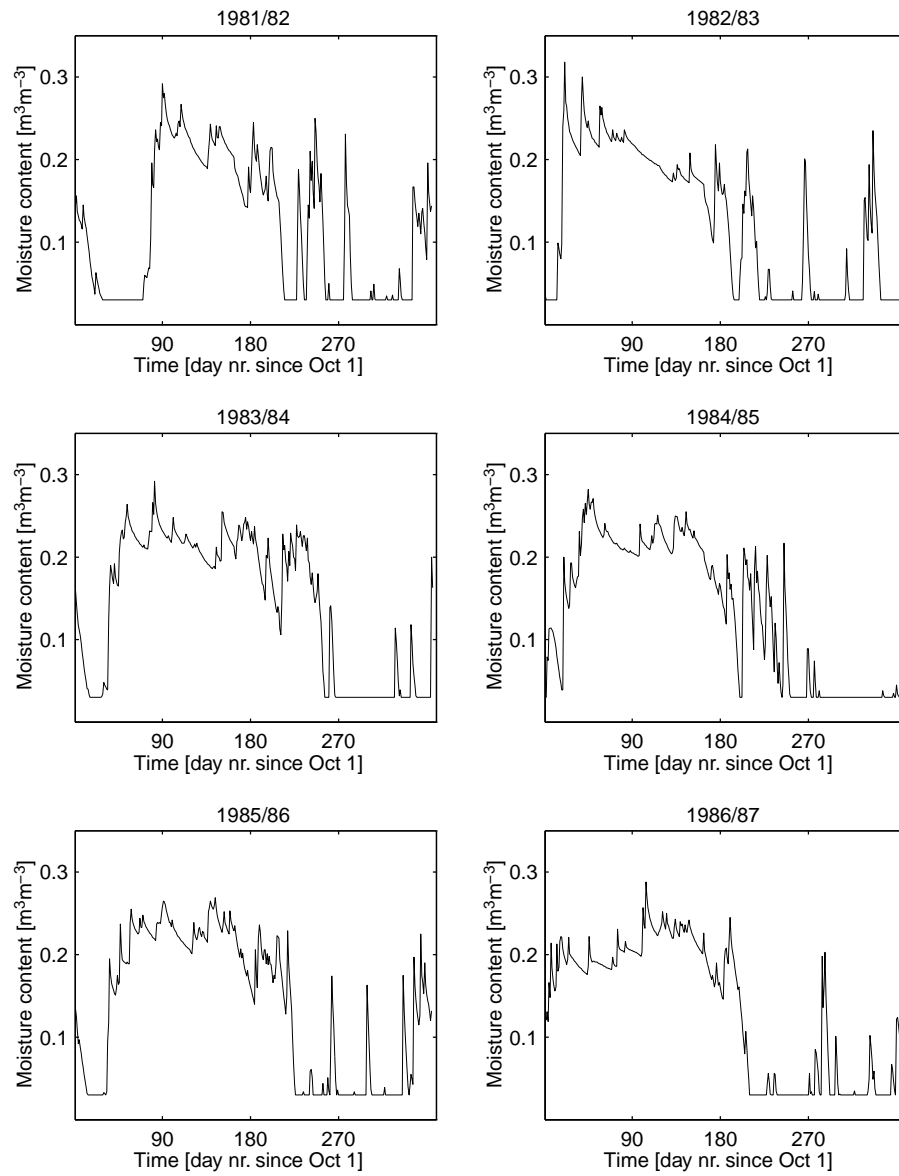 1981/82
0.3
0.2
0.1
Moisture content [m³m⁻³]
90 180 270
Time [day nr. since Oct 1]
1982/83
0.3
0.2
0.1
Moisture content [m³m⁻³]
90 180 270
Time [day nr. since Oct 1]
1983/84
0.3
0.2
0.1
Moisture content [m³m⁻³]
90 180 270
Time [day nr. since Oct 1]
1984/85
0.3
0.2
0.1
Moisture content [m³m⁻³]
90 180 270
Time [day nr. since Oct 1]
1985/86
0.3
0.2
0.1
Moisture content [m³m⁻³]
90 180 270
Time [day nr. since Oct 1]
1986/87
0.3
0.2
0.1
Moisture content [m³m⁻³]
90 180 270
Time [day nr. since Oct 1]